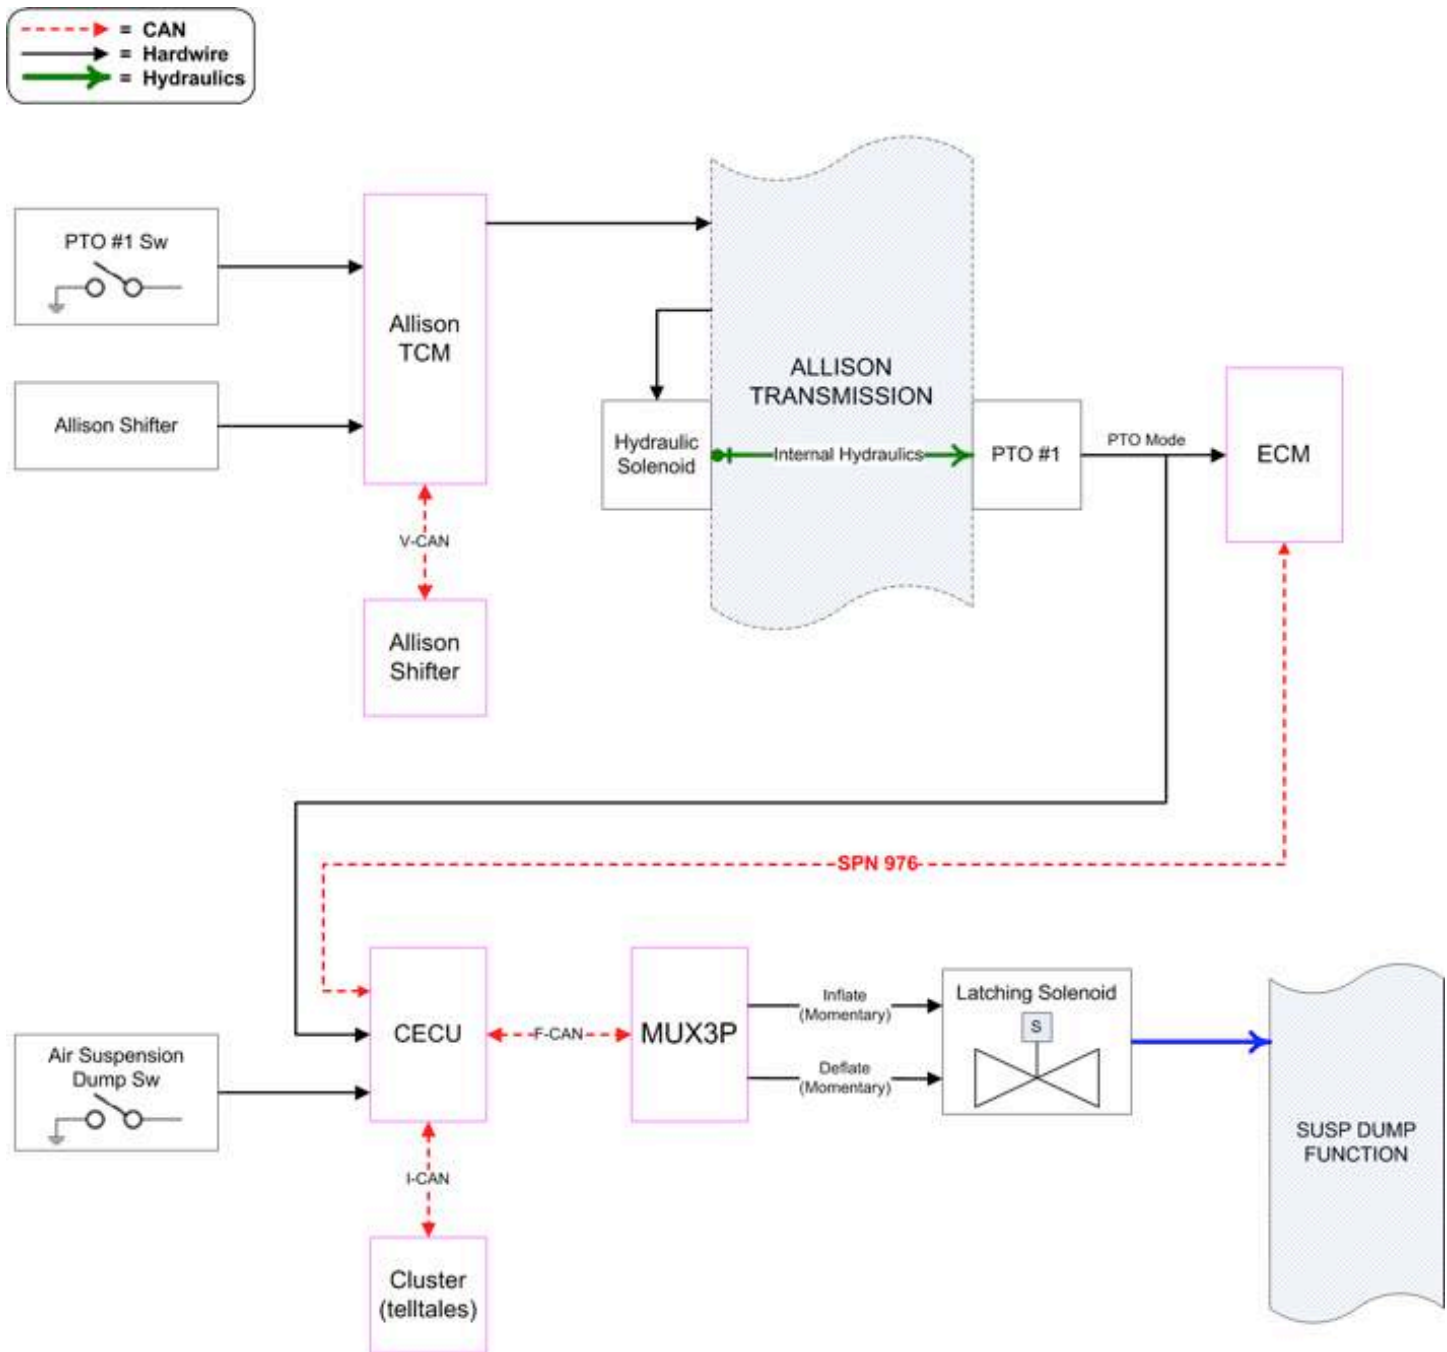 = CAN
= Hardwire
= Hydraulics
PTO #1 Sw
Allison
TCM
ALLISON
TRANSMISSION
Allison Shifter
Hydraulic
Solenoid
Internal Hydraulics
PTO #1
PTO Mode
ECM
V-CAN
Allison
Shifter
SPN 976
CECU
F-CAN
MUX3P
Inflate
(Momentary)
Deflate
(Momentary)
Latching Solenoid
S
Air Suspension
Dump Sw
SUSP DUMP
FUNCTION
I-CAN
Cluster
(telltales)